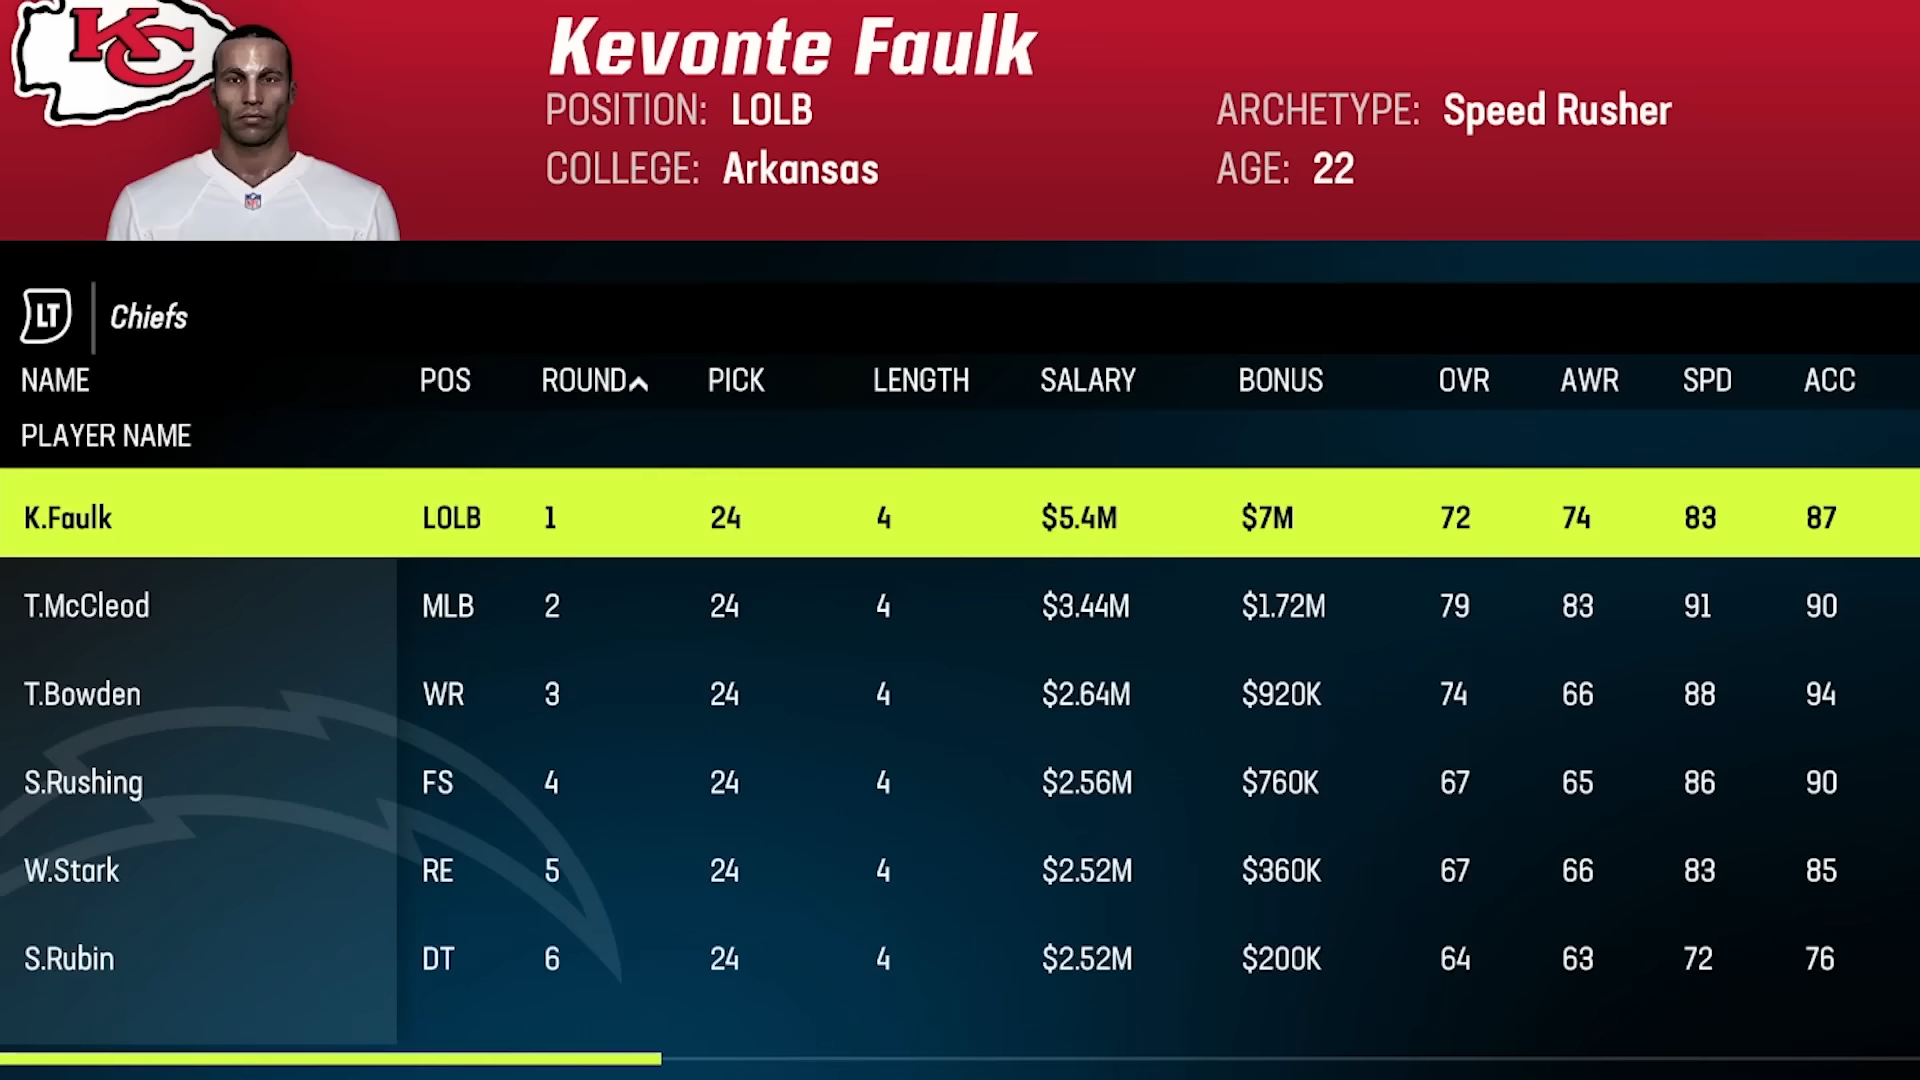 KC
Kevonte Faulk
POSITION: LOLB
ARCHETYPE: Speed Rusher
COLLEGE: Arkansas
AGE: 22
NFL
LT Chiefs
NAME POS ROUND PICK LENGTH SALARY BONUS OVR AWR SPD ACC
PLAYER NAME
K.Faulk LOLB 1 24 4 $5.4M $7M 72 74 83 87
T.McCleod MLB 2 24 4 $3.44M $1.72M 79 83 91 90
T.Bowden WR 3 24 4 $2.64M $920K 74 66 88 94
S.Rushing FS 4 24 4 $2.56M $760K 67 65 86 90
W.Stark RE 5 24 4 $2.52M $360K 67 66 83 85
S.Rubin DT 6 24 4 $2.52M $200K 64 63 72 76